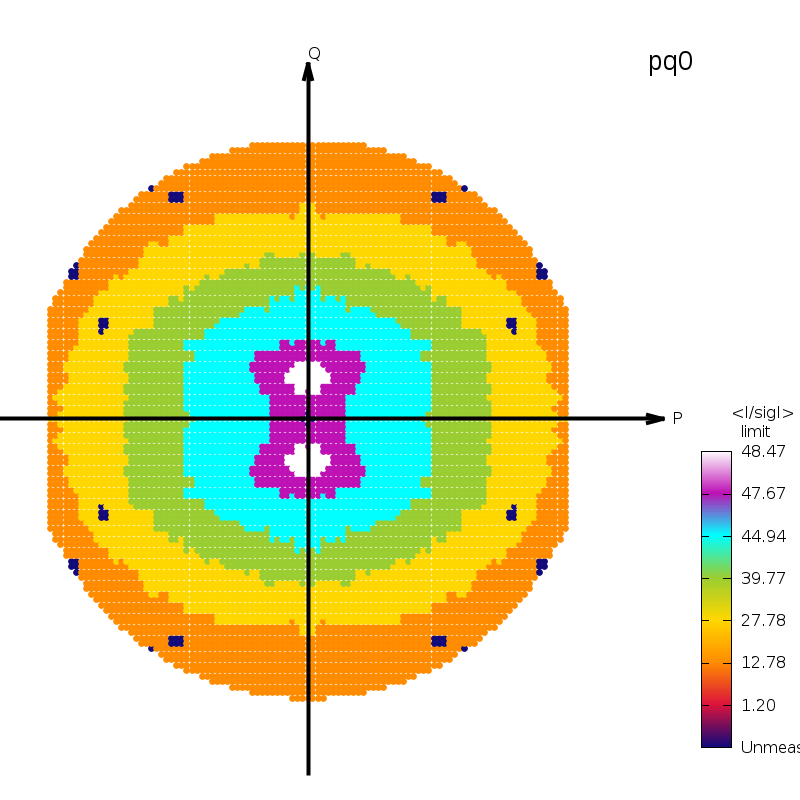 Q
pq0
P
<I/sigI>
limit
48.47
47.67
44.94
39.77
27.78
12.78
1.20
Unmeas